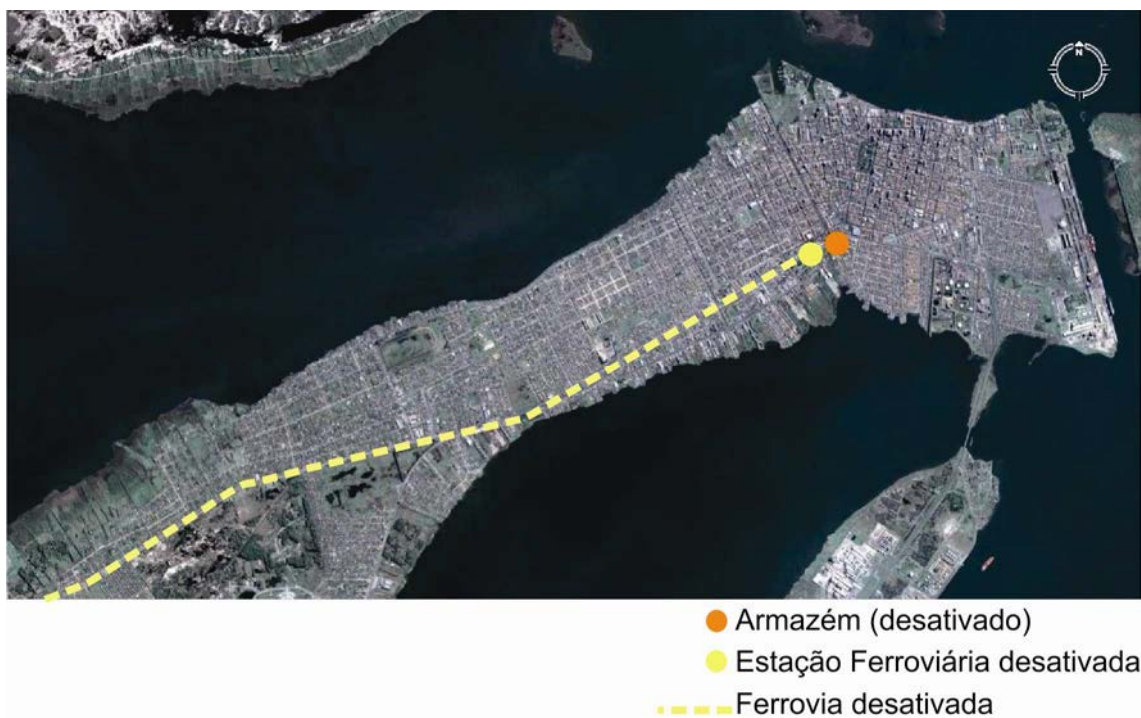 N
Armazém (desativado)
Estação Ferroviária desativada
Ferrovia desativada